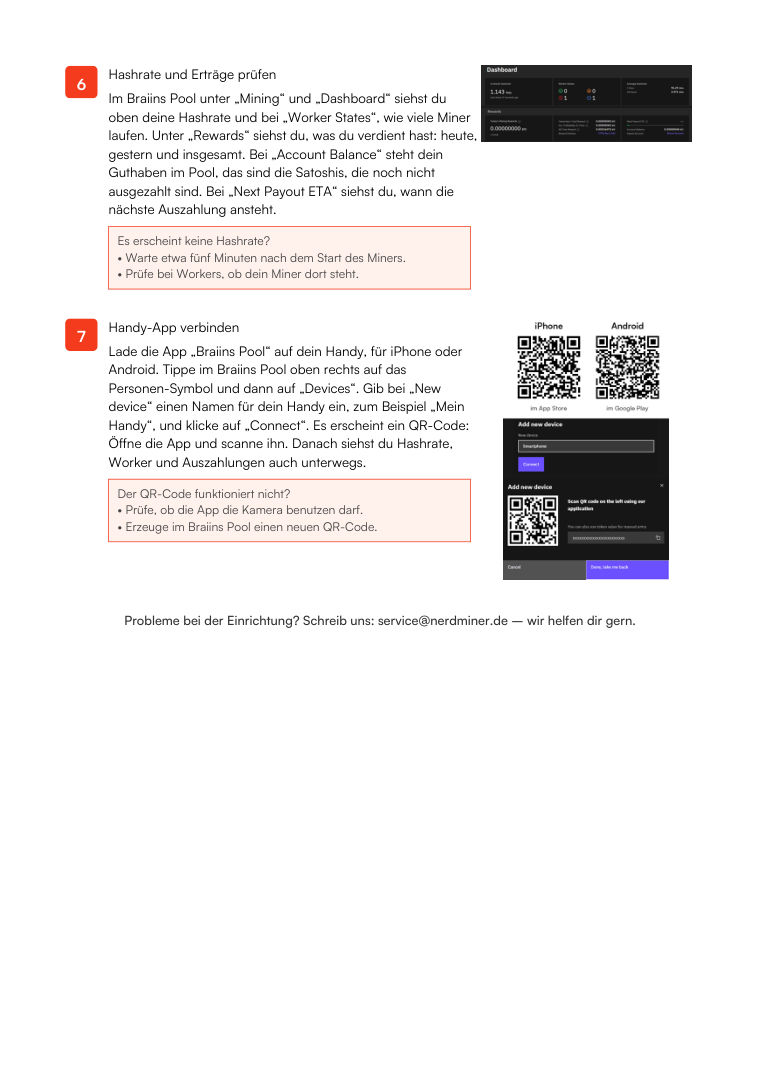 6
Hashrate und Erträge prüfen
Im Braiins Pool unter „Mining“ und „Dashboard“ siehst du
oben deine Hashrate und bei „Worker States“, wie viele Miner
laufen. Unter „Rewards“ siehst du, was du verdient hast: heute,
gestern und insgesamt. Bei „Account Balance“ steht dein
Guthaben im Pool, das sind die Satoshis, die noch nicht
ausgezahlt sind. Bei „Next Payout ETA“ siehst du, wann die
nächste Auszahlung ansteht.
Es erscheint keine Hashrate?
• Warte etwa fünf Minuten nach dem Start des Miners.
• Prüfe bei Workers, ob dein Miner dort steht.
Dashboard
1.143
0 0
1 1
Rewards
0.00000000
7
Handy-App verbinden
Lade die App „Braiins Pool“ auf dein Handy, für iPhone oder
Android. Tippe im Braiins Pool oben rechts auf das
Personen-Symbol und dann auf „Devices“. Gib bei „New
device“ einen Namen für dein Handy ein, zum Beispiel „Mein
Handy“, und klicke auf „Connect“. Es erscheint ein QR-Code:
Öffne die App und scanne ihn. Danach siehst du Hashrate,
Worker und Auszahlungen auch unterwegs.
Der QR-Code funktioniert nicht?
• Prüfe, ob die App die Kamera benutzen darf.
• Erzeuge im Braiins Pool einen neuen QR-Code.
iPhone Android
im App Store im Google Play
Add new device
New Device
Smartphone
Connect
Add new device
Scan QR code on the left using our
application
You can also use token value for manual entry
Cancel Done, take me back
Probleme bei der Einrichtung? Schreib uns: service@nerdminer.de — wir helfen dir gern.